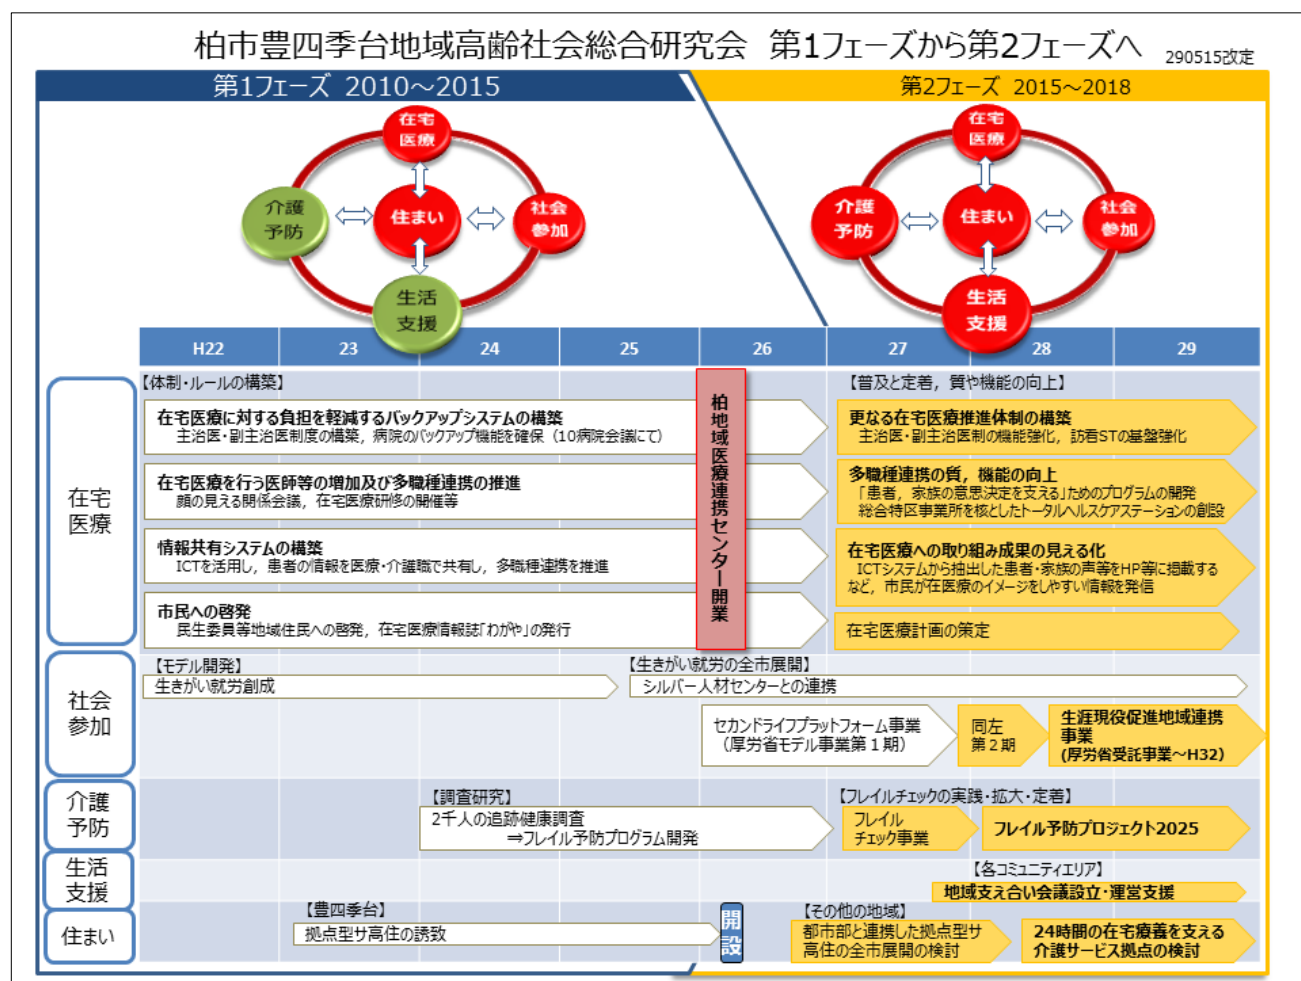 柏市豊四季台地域高齢社会総合研究会 第1フェーズから第2フェーズへ
290515改定
第1フェーズ 2010～2015
第2フェーズ 2015～2018
在宅
医療
介護
予防
住まい
社会
参加
生活
支援
在宅
医療
介護
予防
住まい
社会
参加
生活
支援
H22
23
24
25
26
27
28
29
在宅
医療
【体制・ルールの構築】
在宅医療に対する負担を軽減するバックアップシステムの構築
主治医・副主治医制度の構築，病院のバックアップ機能を確保（10病院会議にて）
在宅医療を行う医師等の増加及び多職種連携の推進
顔の見える関係会議，在宅医療研修の開催等
情報共有システムの構築
ICTを活用し，患者の情報を医療・介護職で共有し，多職種連携を推進
市民への啓発
民生委員等地域住民への啓発，在宅医療情報誌「わがや」の発行
柏地域医療連携センター開業
【普及と定着，質や機能の向上】
更なる在宅医療推進体制の構築
主治医・副主治医制の機能強化，訪看STの基盤強化
多職種連携の質，機能の向上
「患者，家族の意思決定を支える」ためのプログラムの開発
総合特区事業所を核としたトータルヘルスケアステーションの創設
在宅医療への取り組み成果の見える化
ICTシステムから抽出した患者・家族の声等をHP等に掲載する
など，市民が在医療のイメージをしやすい情報を発信
在宅医療計画の策定
社会
参加
【モデル開発】
生きがい就労創成
【生きがい就労の全市展開】
シルバー人材センターとの連携
セカンドライフプラットフォーム事業
（厚労省モデル事業第１期）
同左
第２期
生涯現役促進地域連携
事業
(厚労省受託事業～H32)
介護
予防
【調査研究】
2千人の追跡健康調査
⇒フレイル予防プログラム開発
【フレイルチェックの実践・拡大・定着】
フレイル
チェック事業
フレイル予防プロジェクト2025
生活
支援
【各コミュニティエリア】
地域支え合い会議設立・運営支援
住まい
【豊四季台】
拠点型サ高住の誘致
開設
【その他の地域】
都市部と連携した拠点型サ
高住の全市展開の検討
24時間の在宅療養を支える
介護サービス拠点の検討